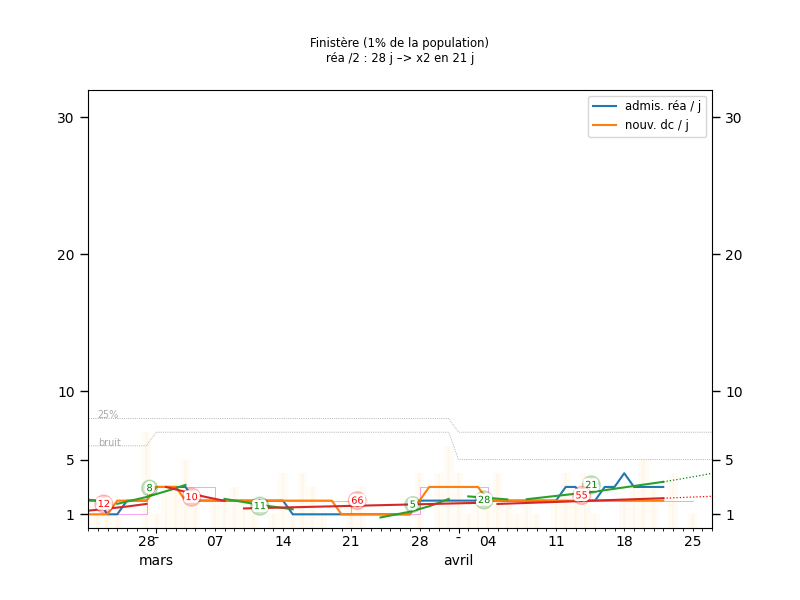 Finistère (1% de la population)
réa /2 : 28 j –> x2 en 21 j
admis. réa / j
nouv. dc / j
30 30
20 20
10 10
25%
bruit
5 5
12 8 10 11 66 5 28 55 21
1 1
28 07 14 21 28 04 11 18 25
mars avril